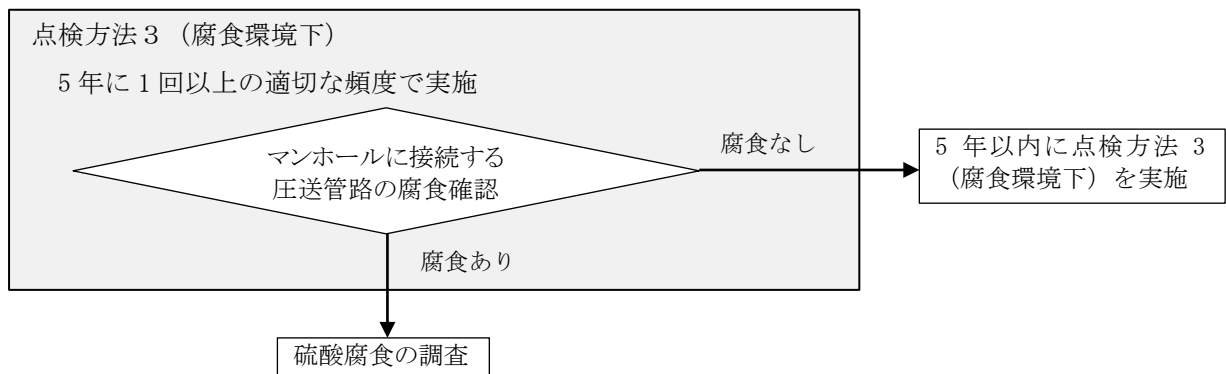 点検方法３（腐食環境下）
5 年に 1 回以上の適切な頻度で実施
マンホールに接続する
圧送管路の腐食確認
腐食なし
5 年以内に点検方法 3
（腐食環境下）を実施
腐食あり
硫酸腐食の調査